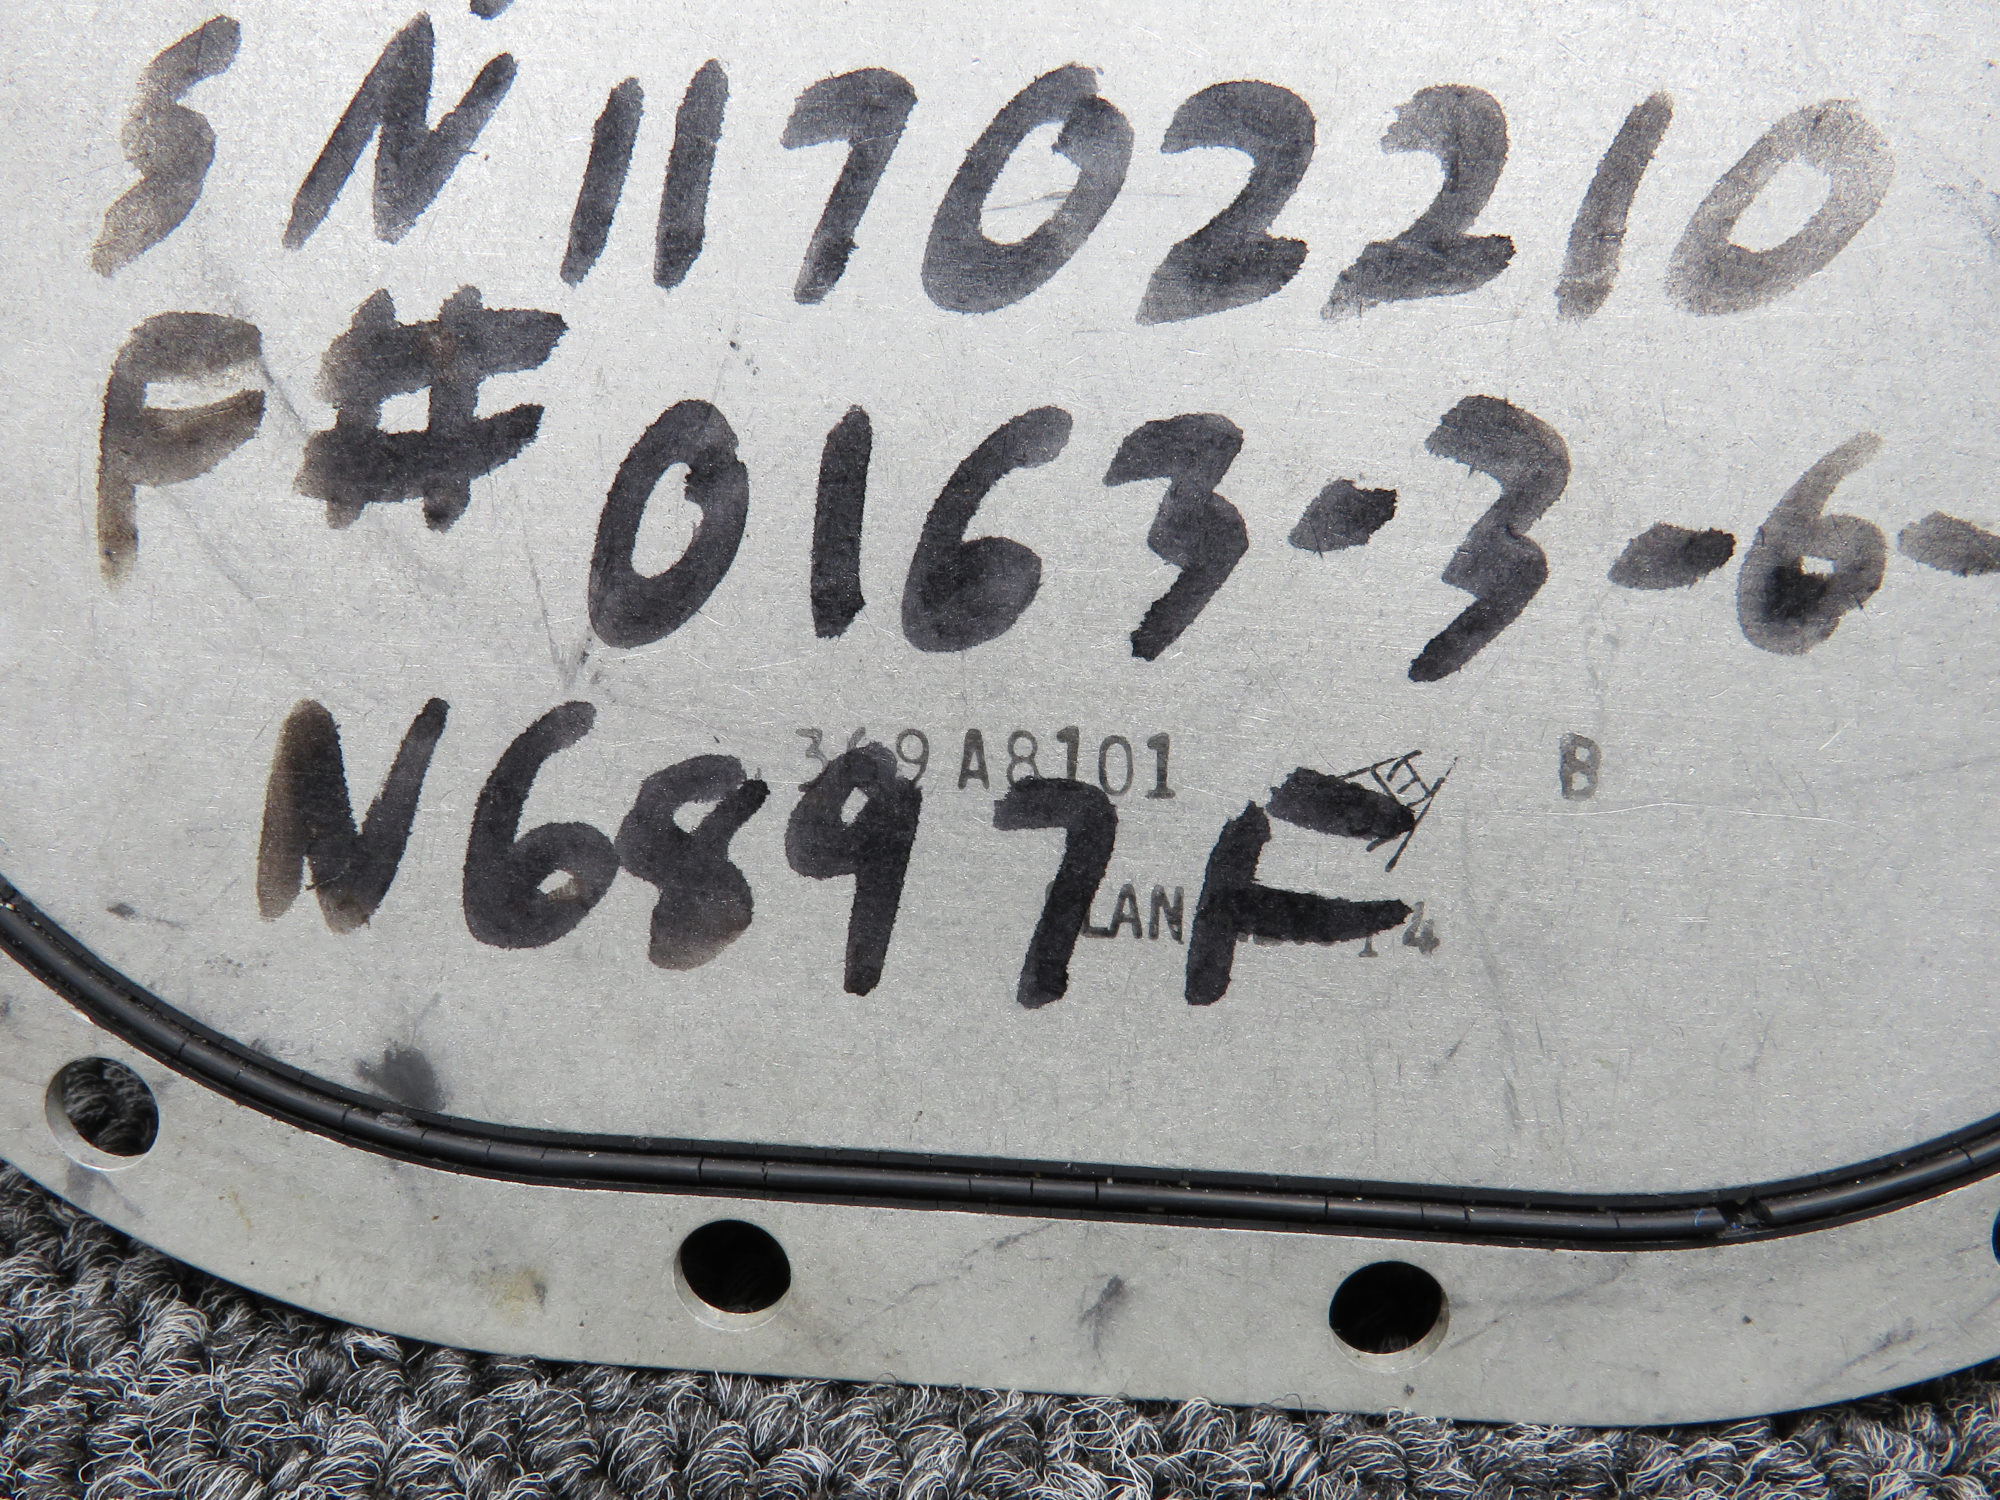 SN 11702210
P# 0163-3-6-
369A8101 B
N6897F